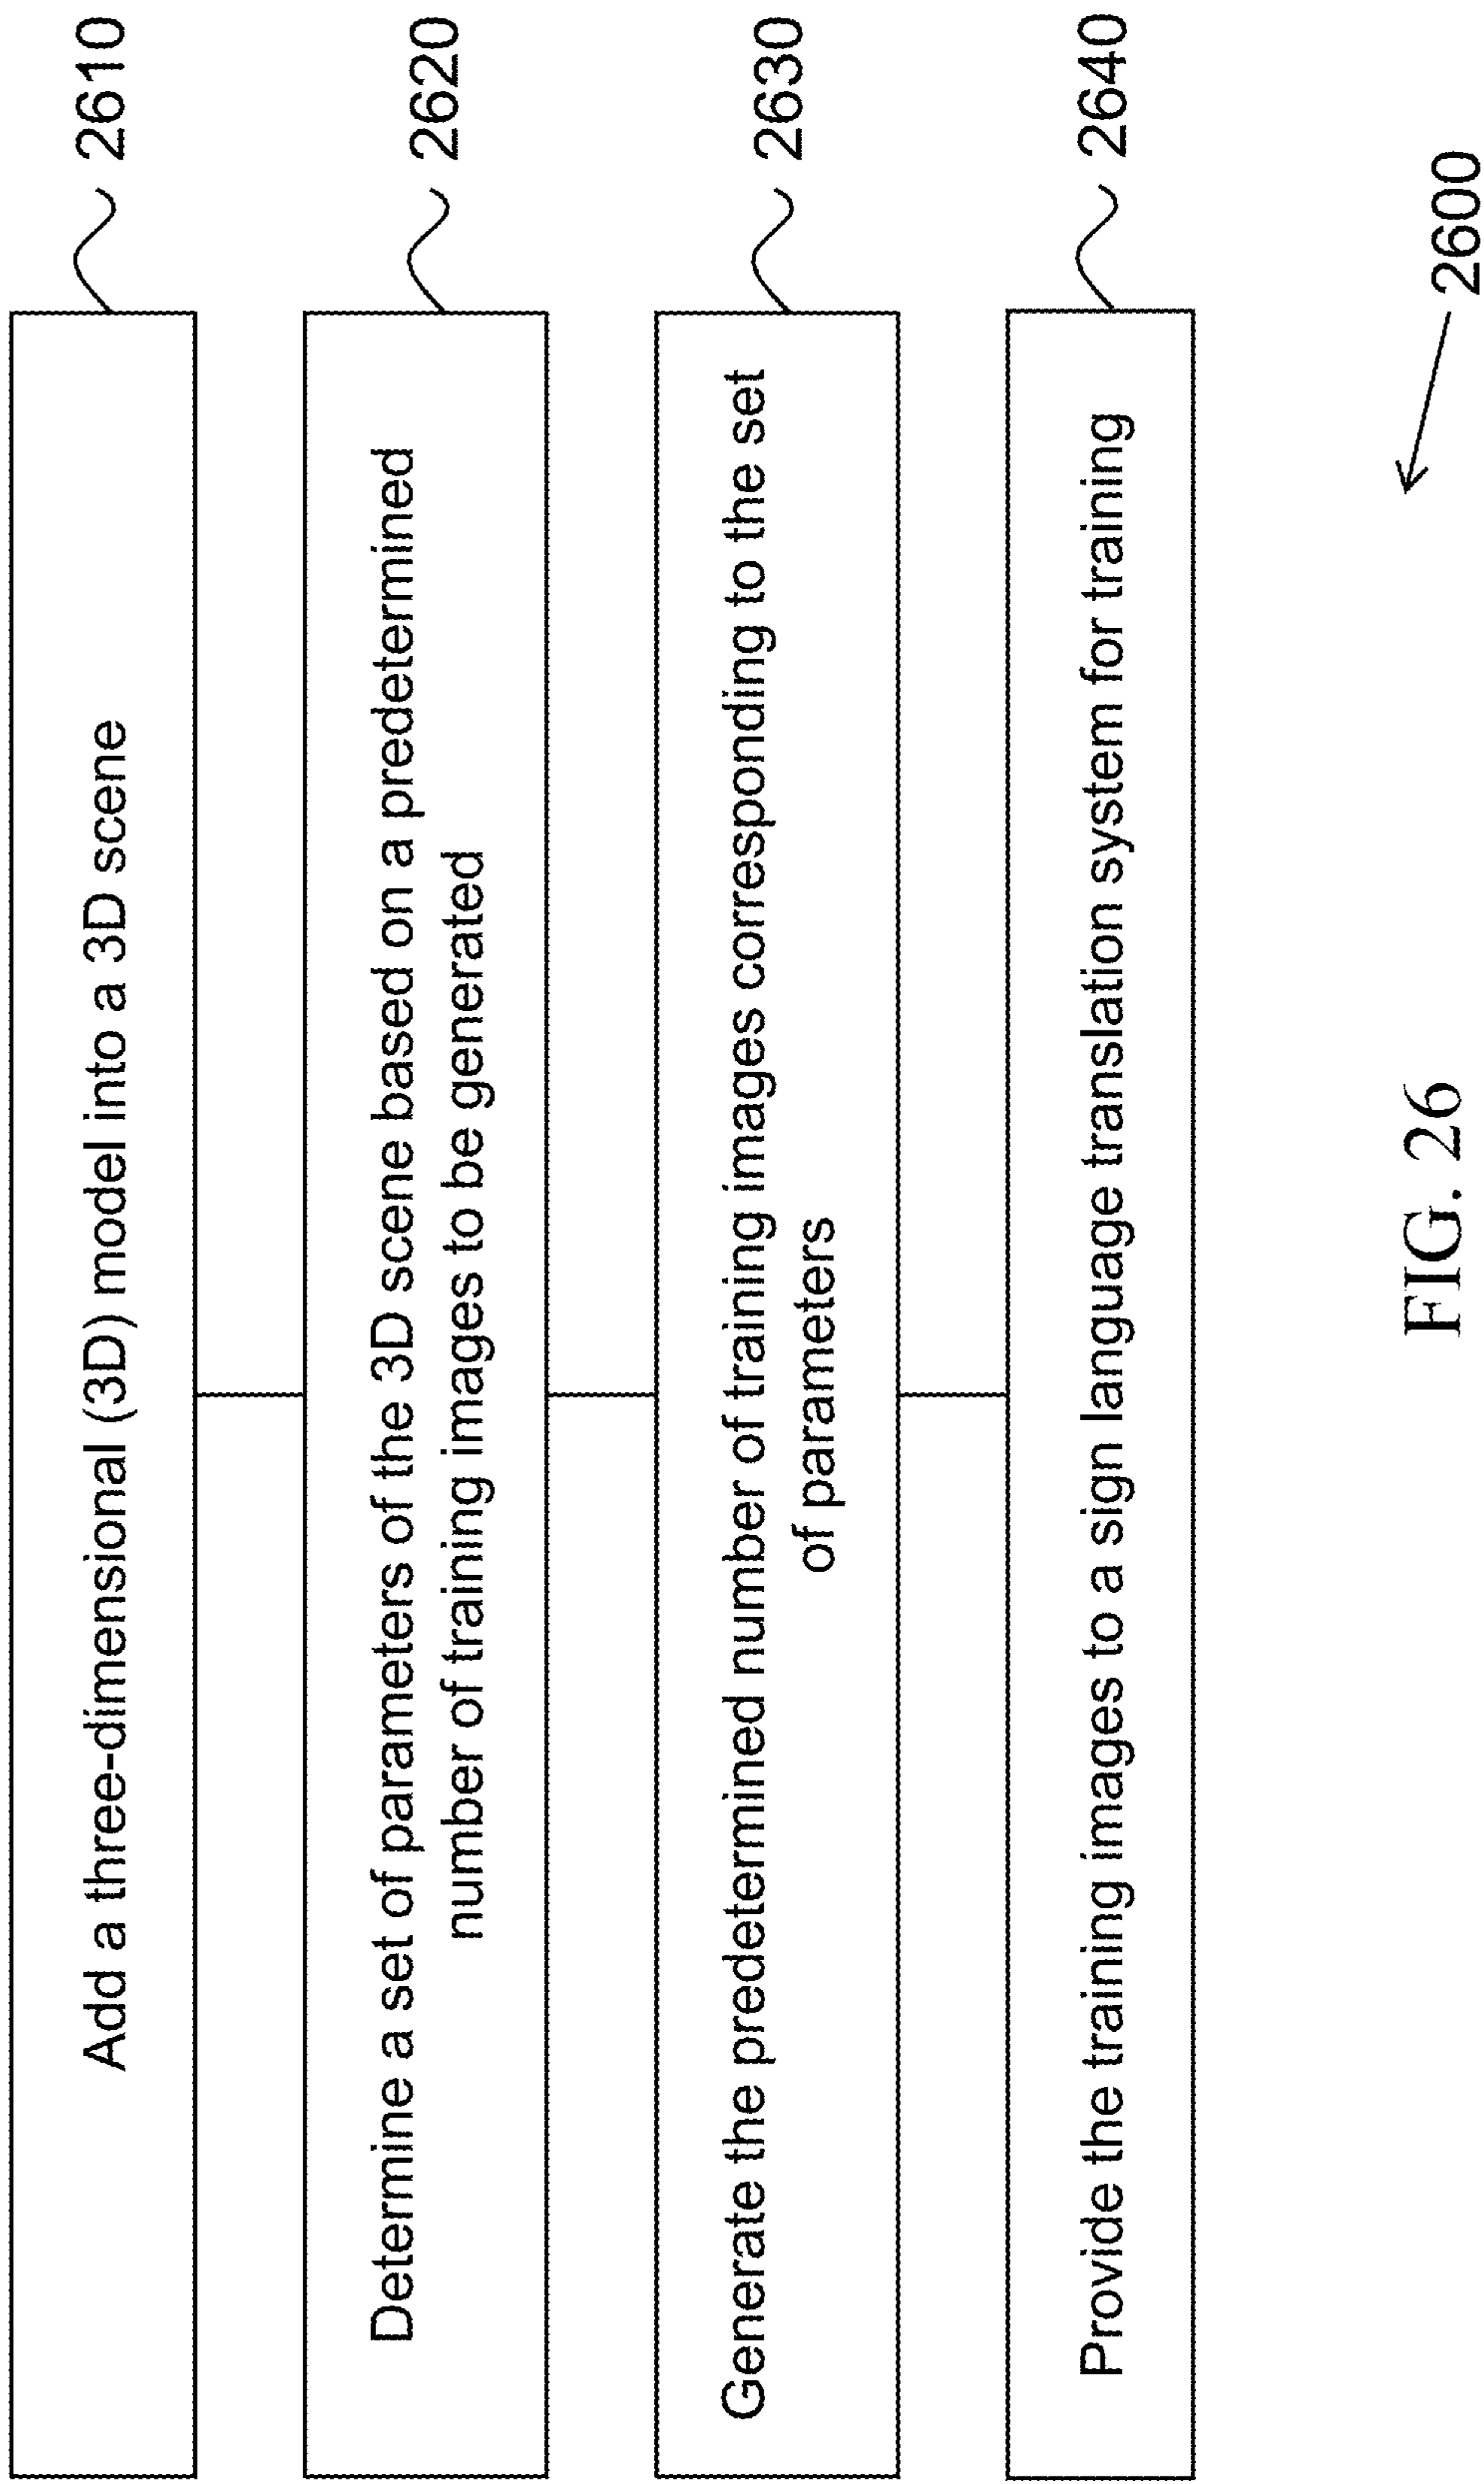 Add a three-dimensional (3D) model into a 3D scene
2610
Determine a set of parameters of the 3D scene based on a predetermined
number of training images to be generated
2620
Generate the predetermined number of training images corresponding to the set
of parameters
2630
Provide the training images to a sign language translation system for training
2640
2600
FIG. 26